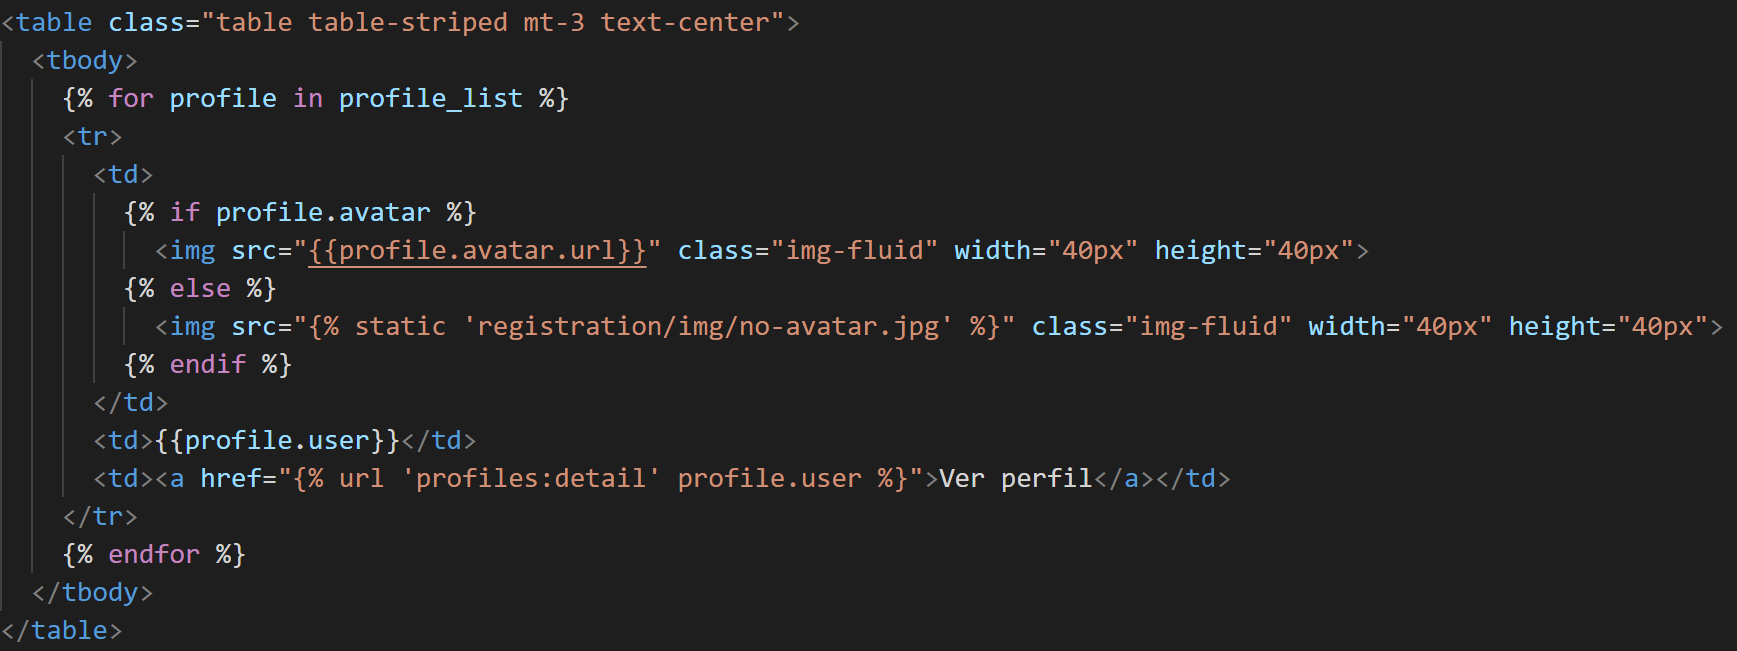 <table class="table table-striped mt-3 text-center">
  <tbody>
    {% for profile in profile_list %}
    <tr>
      <td>
        {% if profile.avatar %}
          <img src="{{profile.avatar.url}}" class="img-fluid" width="40px" height="40px">
        {% else %}
          <img src="{% static 'registration/img/no-avatar.jpg' %}" class="img-fluid" width="40px" height="40px">
        {% endif %}
      </td>
      <td>{{profile.user}}</td>
      <td><a href="{% url 'profiles:detail' profile.user %}">Ver perfil</a></td>
    </tr>
    {% endfor %}
  </tbody>
</table>